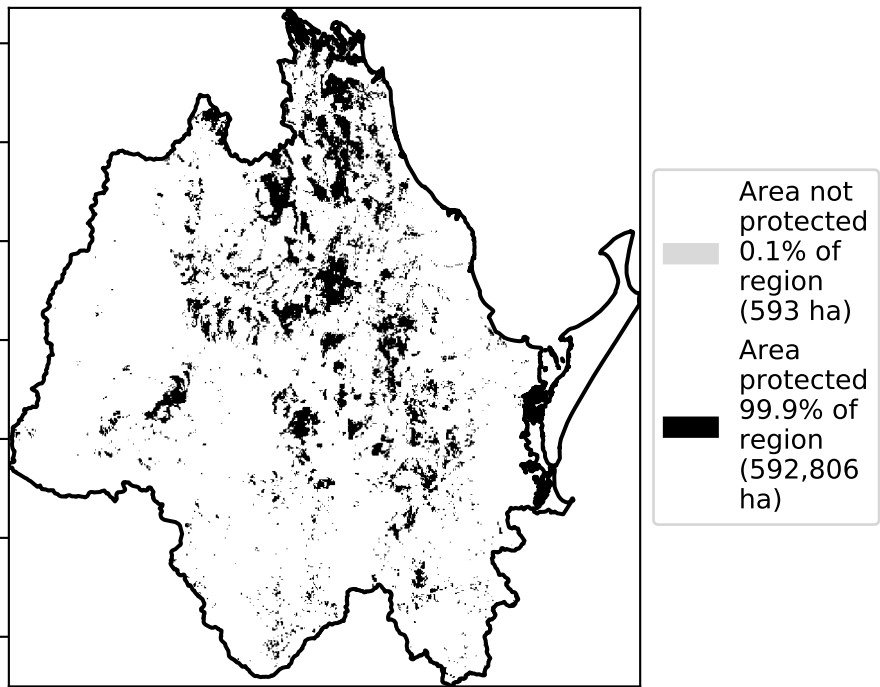 Area not
protected
0.1% of
region
(593 ha)
Area
protected
99.9% of
region
(592,806
ha)